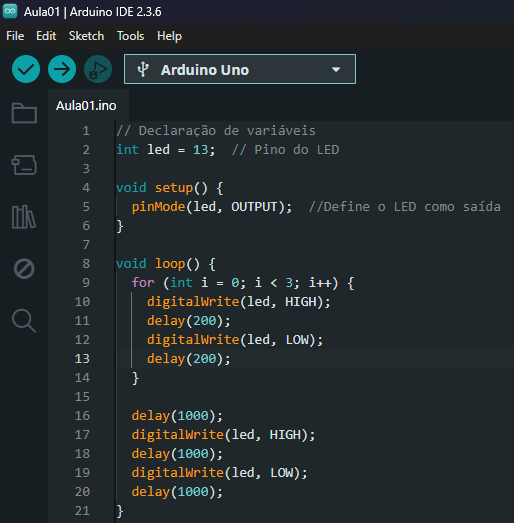 Aula01 | Arduino IDE 2.3.6
File Edit Sketch Tools Help
Arduino Uno
Aula01.ino
1 // Declaração de variáveis
2 int led = 13;  // Pino do LED
3
4 void setup() {
5   pinMode(led, OUTPUT);  //Define o LED como saída
6 }
7
8 void loop() {
9   for (int i = 0; i < 3; i++) {
10     digitalWrite(led, HIGH);
11     delay(200);
12     digitalWrite(led, LOW);
13     delay(200);
14   }
15
16   delay(1000);
17   digitalWrite(led, HIGH);
18   delay(1000);
19   digitalWrite(led, LOW);
20   delay(1000);
21 }